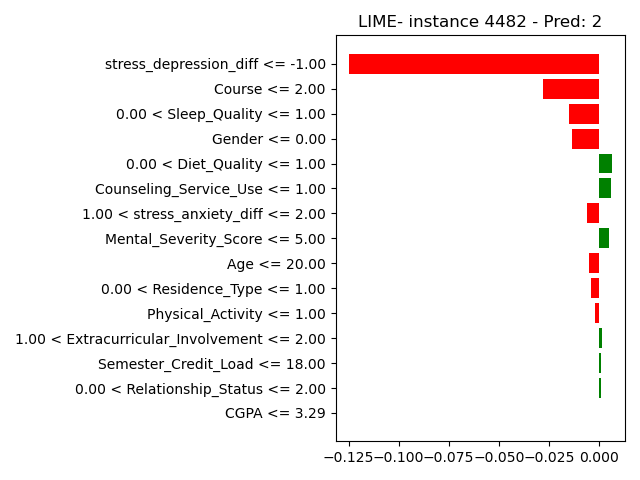 LIME- instance 4482 - Pred: 2
stress_depression_diff <= -1.00
Course <= 2.00
0.00 < Sleep_Quality <= 1.00
Gender <= 0.00
0.00 < Diet_Quality <= 1.00
Counseling_Service_Use <= 1.00
1.00 < stress_anxiety_diff <= 2.00
Mental_Severity_Score <= 5.00
Age <= 20.00
0.00 < Residence_Type <= 1.00
Physical_Activity <= 1.00
1.00 < Extracurricular_Involvement <= 2.00
Semester_Credit_Load <= 18.00
0.00 < Relationship_Status <= 2.00
CGPA <= 3.29
−0.125 −0.100 −0.075 −0.050 −0.025 0.000